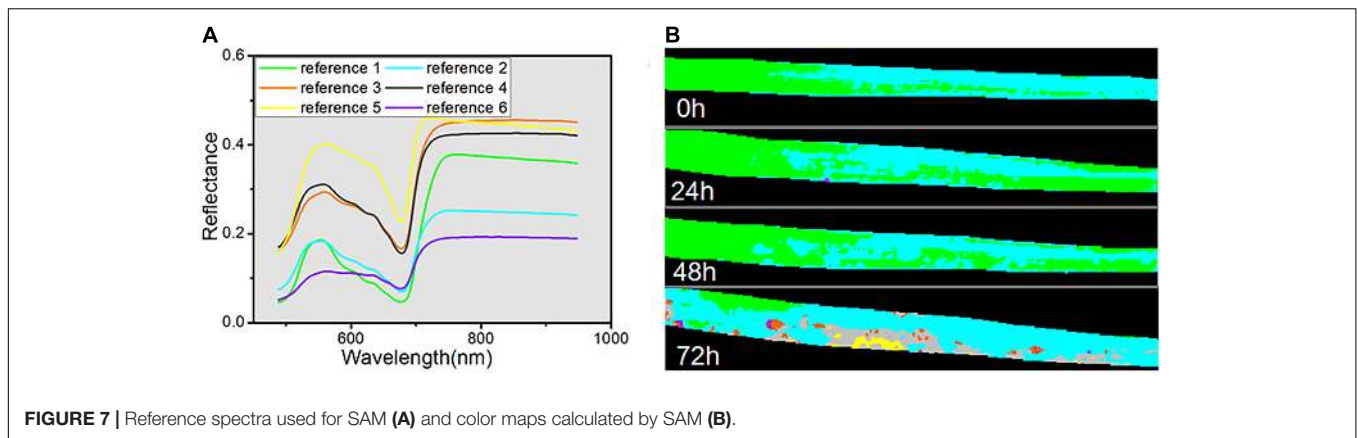 A
B
0.6
reference 1 reference 2
reference 3 reference 4
reference 5 reference 6
0.4
0.2
0.0
Reflectance
600
800
1000
Wavelength(nm)
0h
24h
48h
72h
FIGURE 7 | Reference spectra used for SAM (A) and color maps calculated by SAM (B).